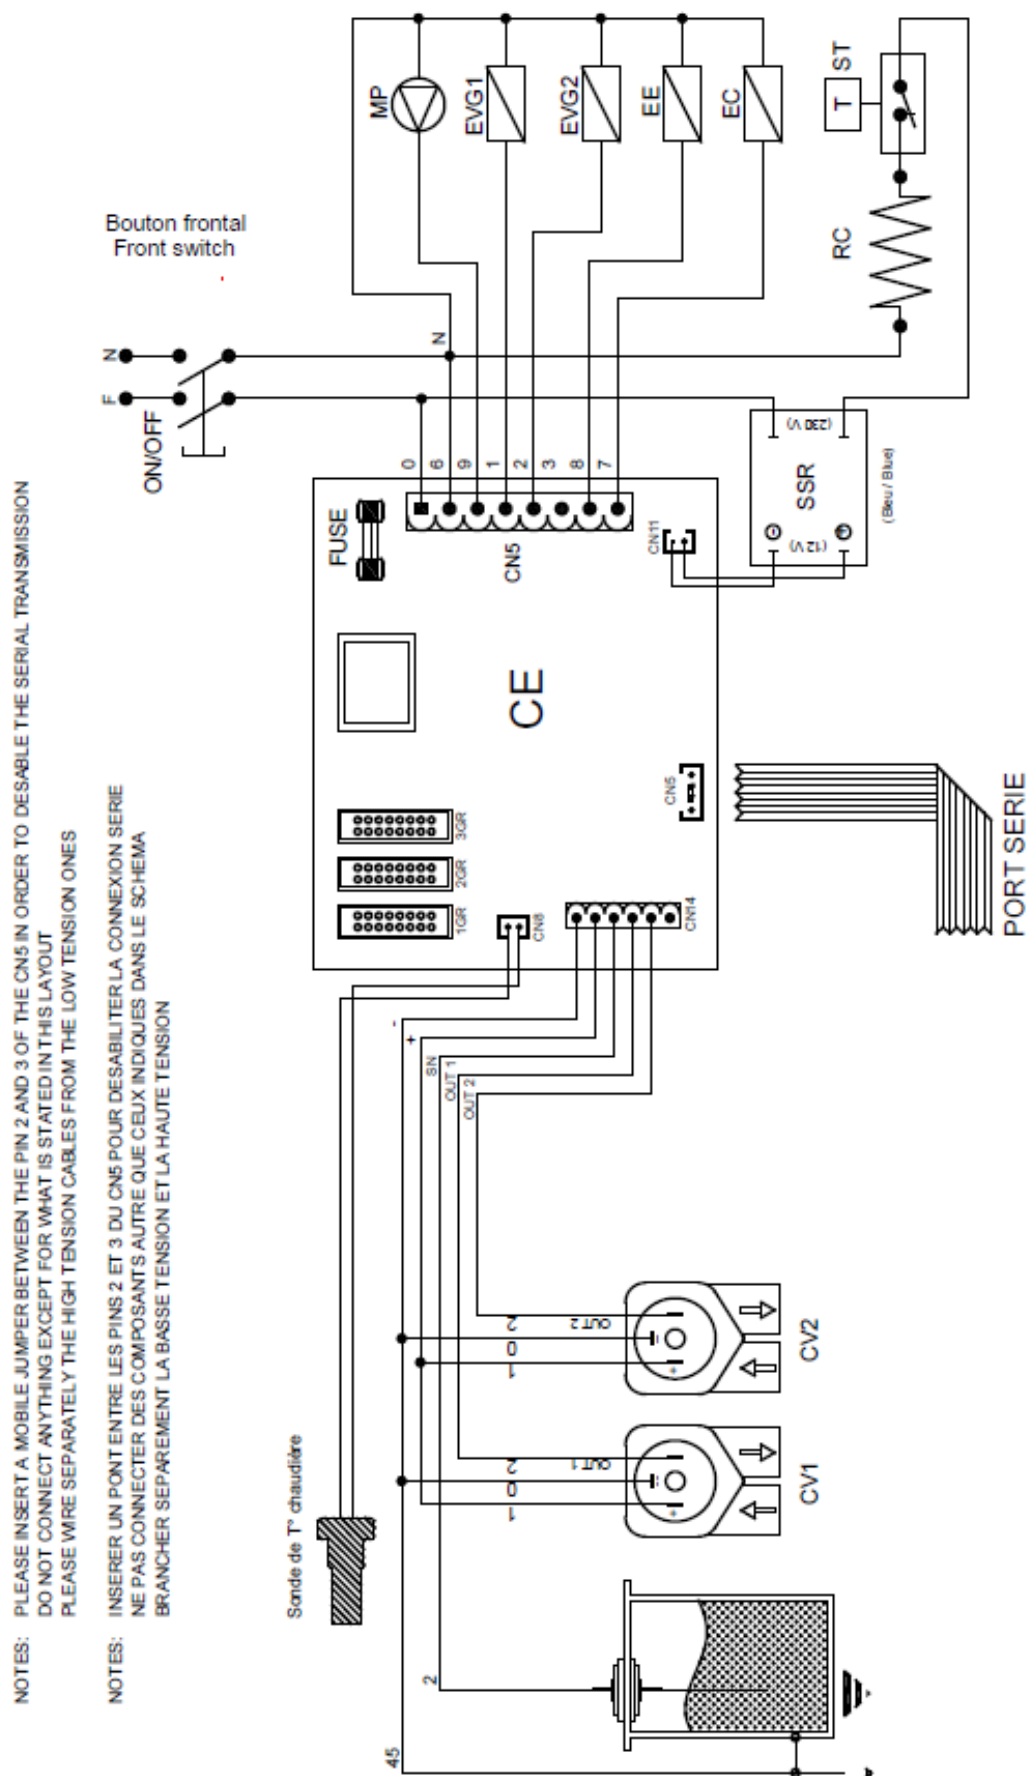 NOTES: PLEASE INSERT A MOBILE JUMPER BETWEEN THE PIN 2 AND 3 OF THE CN5 IN ORDER TO DESABLE THE SERIAL TRANSMISSION
DO NOT CONNECT ANYTHING EXCEPT FOR WHAT IS STATED IN THIS LAYOUT
PLEASE WIRE SEPARATELY THE HIGH TENSION CABLES FROM THE LOW TENSION ONES
NOTES: INSERER UN PONT ENTRE LES PINS 2 ET 3 DU CN5 POUR DESABILITER LA CONNEXION SERIE
NE PAS CONNECTER DES COMPOSANTS AUTRE QUE CEUX INDIQUES DANS LE SCHEMA
BRANCHER SEPAREMENT LA BASSE TENSION ET LA HAUTE TENSION
Bouton frontal
Front switch
N
F
ON/OFF
N
MP
EVG1
EVG2
EE
EC
T
ST
RC
0
6
9
1
2
3
8
7
FUSE
CN5
CN11
SSR
(230 V)
(12 V)
(Bleu / Blue)
CE
1GR
2GR
3GR
CN8
CN5
CN14
PORT SERIE
-
+
SN
OUT 1
OUT 2
Sonde de T° chaudière
2
0
1
OUT 2
+
-
CV2
2
0
1
OUT 1
+
-
CV1
2
45